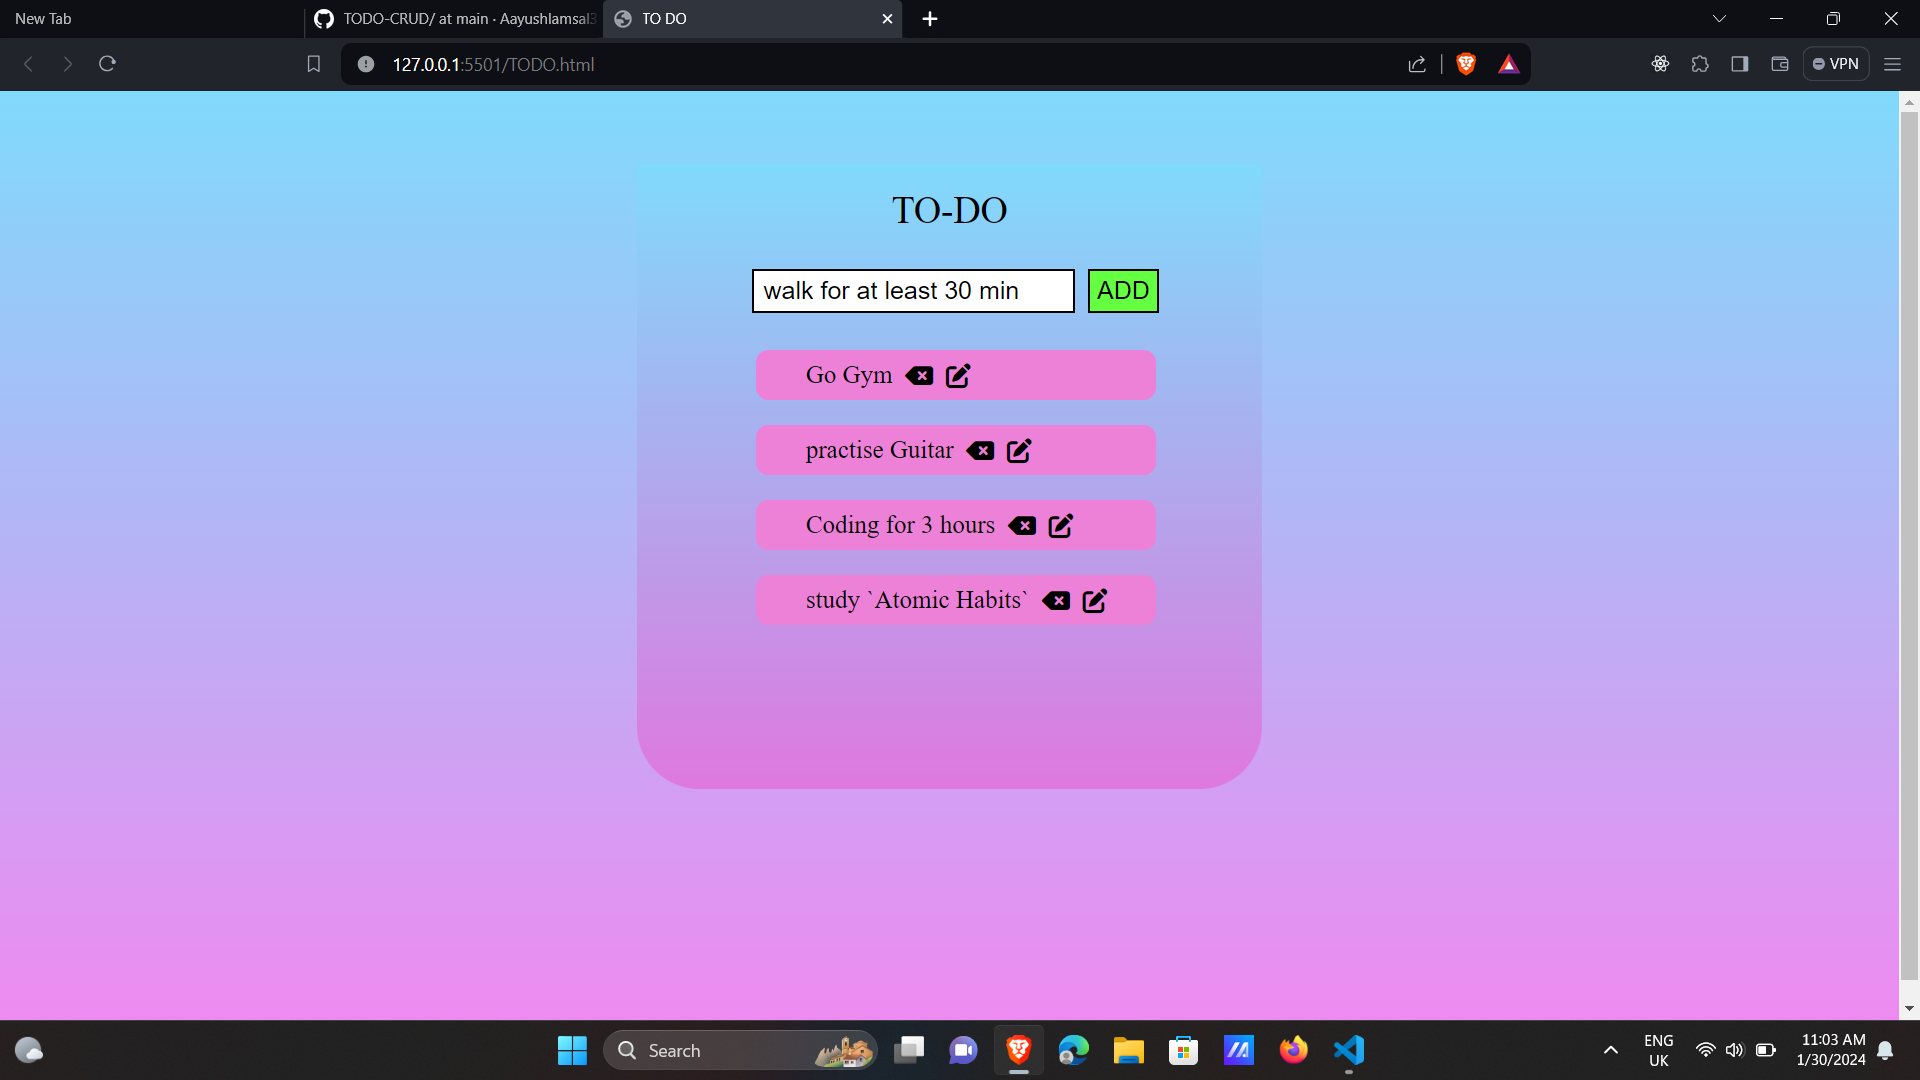 New Tab
TODO-CRUD/ at main · Aayushlamsal3
TO DO
127.0.0.1:5501/TODO.html
VPN
TO-DO
walk for at least 30 min
ADD
Go Gym
practise Guitar
Coding for 3 hours
study `Atomic Habits`
Search
ENG
UK
11:03 AM
1/30/2024